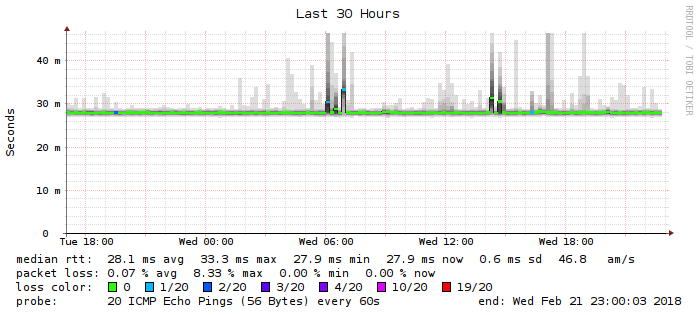 Last 30 Hours
RRDTOOL / TOBI OETIKER
Seconds
40 m
30 m
20 m
10 m
0
Tue 18:00 Wed 00:00 Wed 06:00 Wed 12:00 Wed 18:00
median rtt: 28.1 ms avg 33.3 ms max 27.9 ms min 27.9 ms now 0.6 ms sd 46.8 am/s
packet loss: 0.07 % avg 8.33 % max 0.00 % min 0.00 % now
loss color: 0 1/20 2/20 3/20 4/20 10/20 19/20
probe: 20 ICMP Echo Pings (56 Bytes) every 60s end: Wed Feb 21 23:00:03 2018